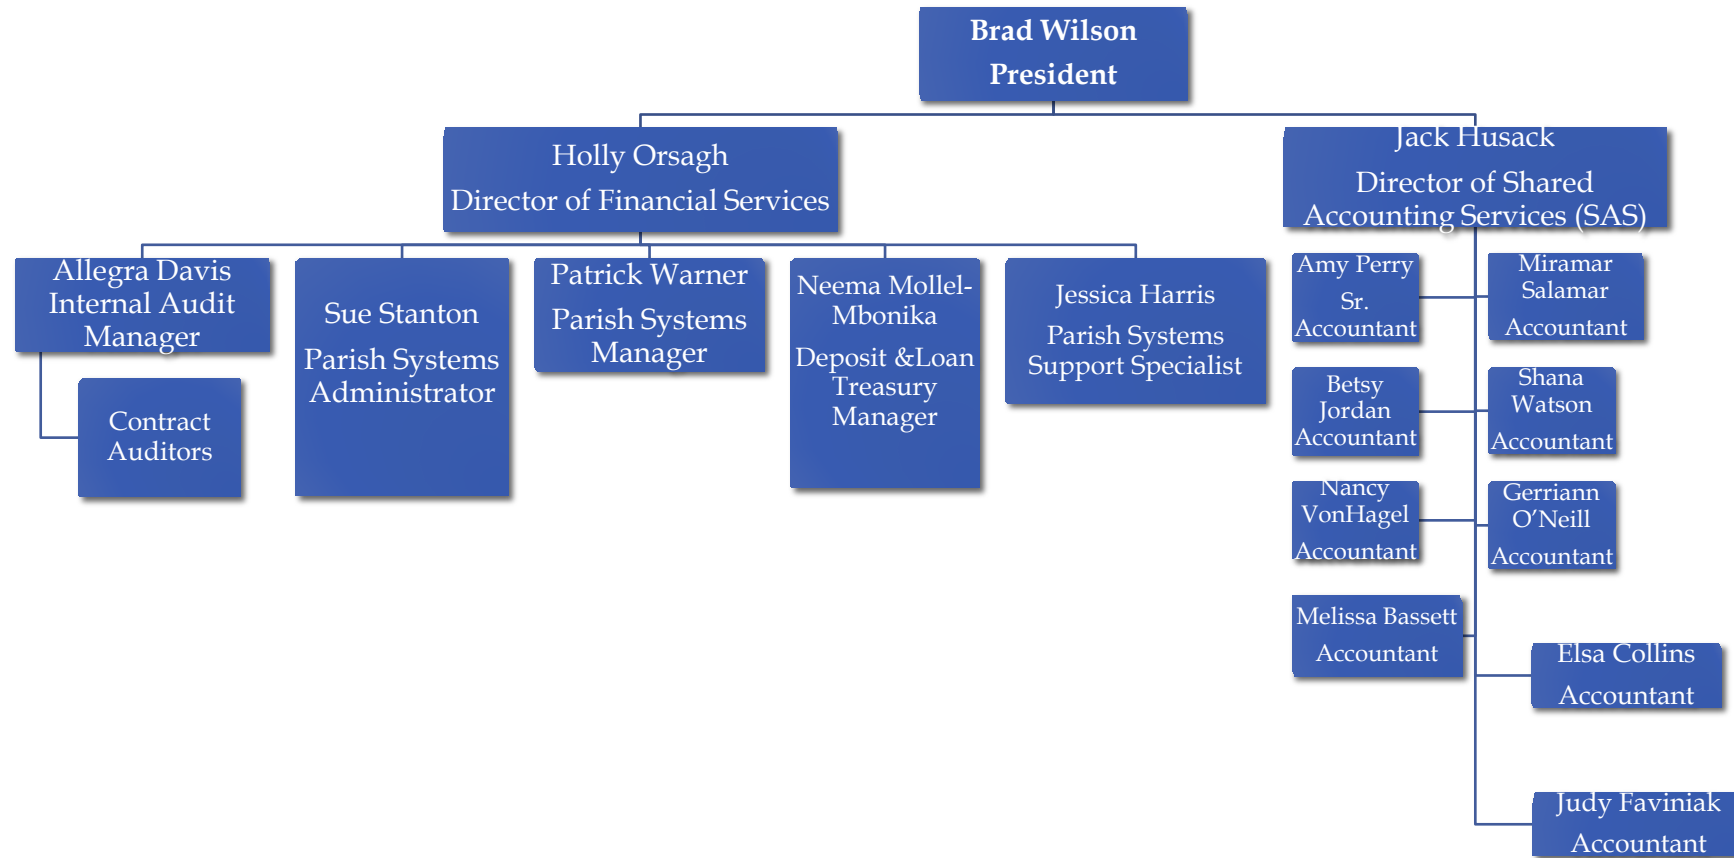 Brad Wilson
President
Holly Orsagh
Director of Financial Services
Jack Husack
Director of Shared
Accounting Services (SAS)
Allegra Davis
Internal Audit
Manager
Contract
Auditors
Sue Stanton
Parish Systems
Administrator
Patrick Warner
Parish Systems
Manager
Neema Mollel-
Mbonika
Deposit &Loan
Treasury
Manager
Jessica Harris
Parish Systems
Support Specialist
Amy Perry
Sr.
Accountant
Miramar
Salamar
Accountant
Betsy
Jordan
Accountant
Shana
Watson
Accountant
Nancy
VonHagel
Accountant
Gerriann
O’Neill
Accountant
Melissa Bassett
Accountant
Elsa Collins
Accountant
Judy Faviniak
Accountant